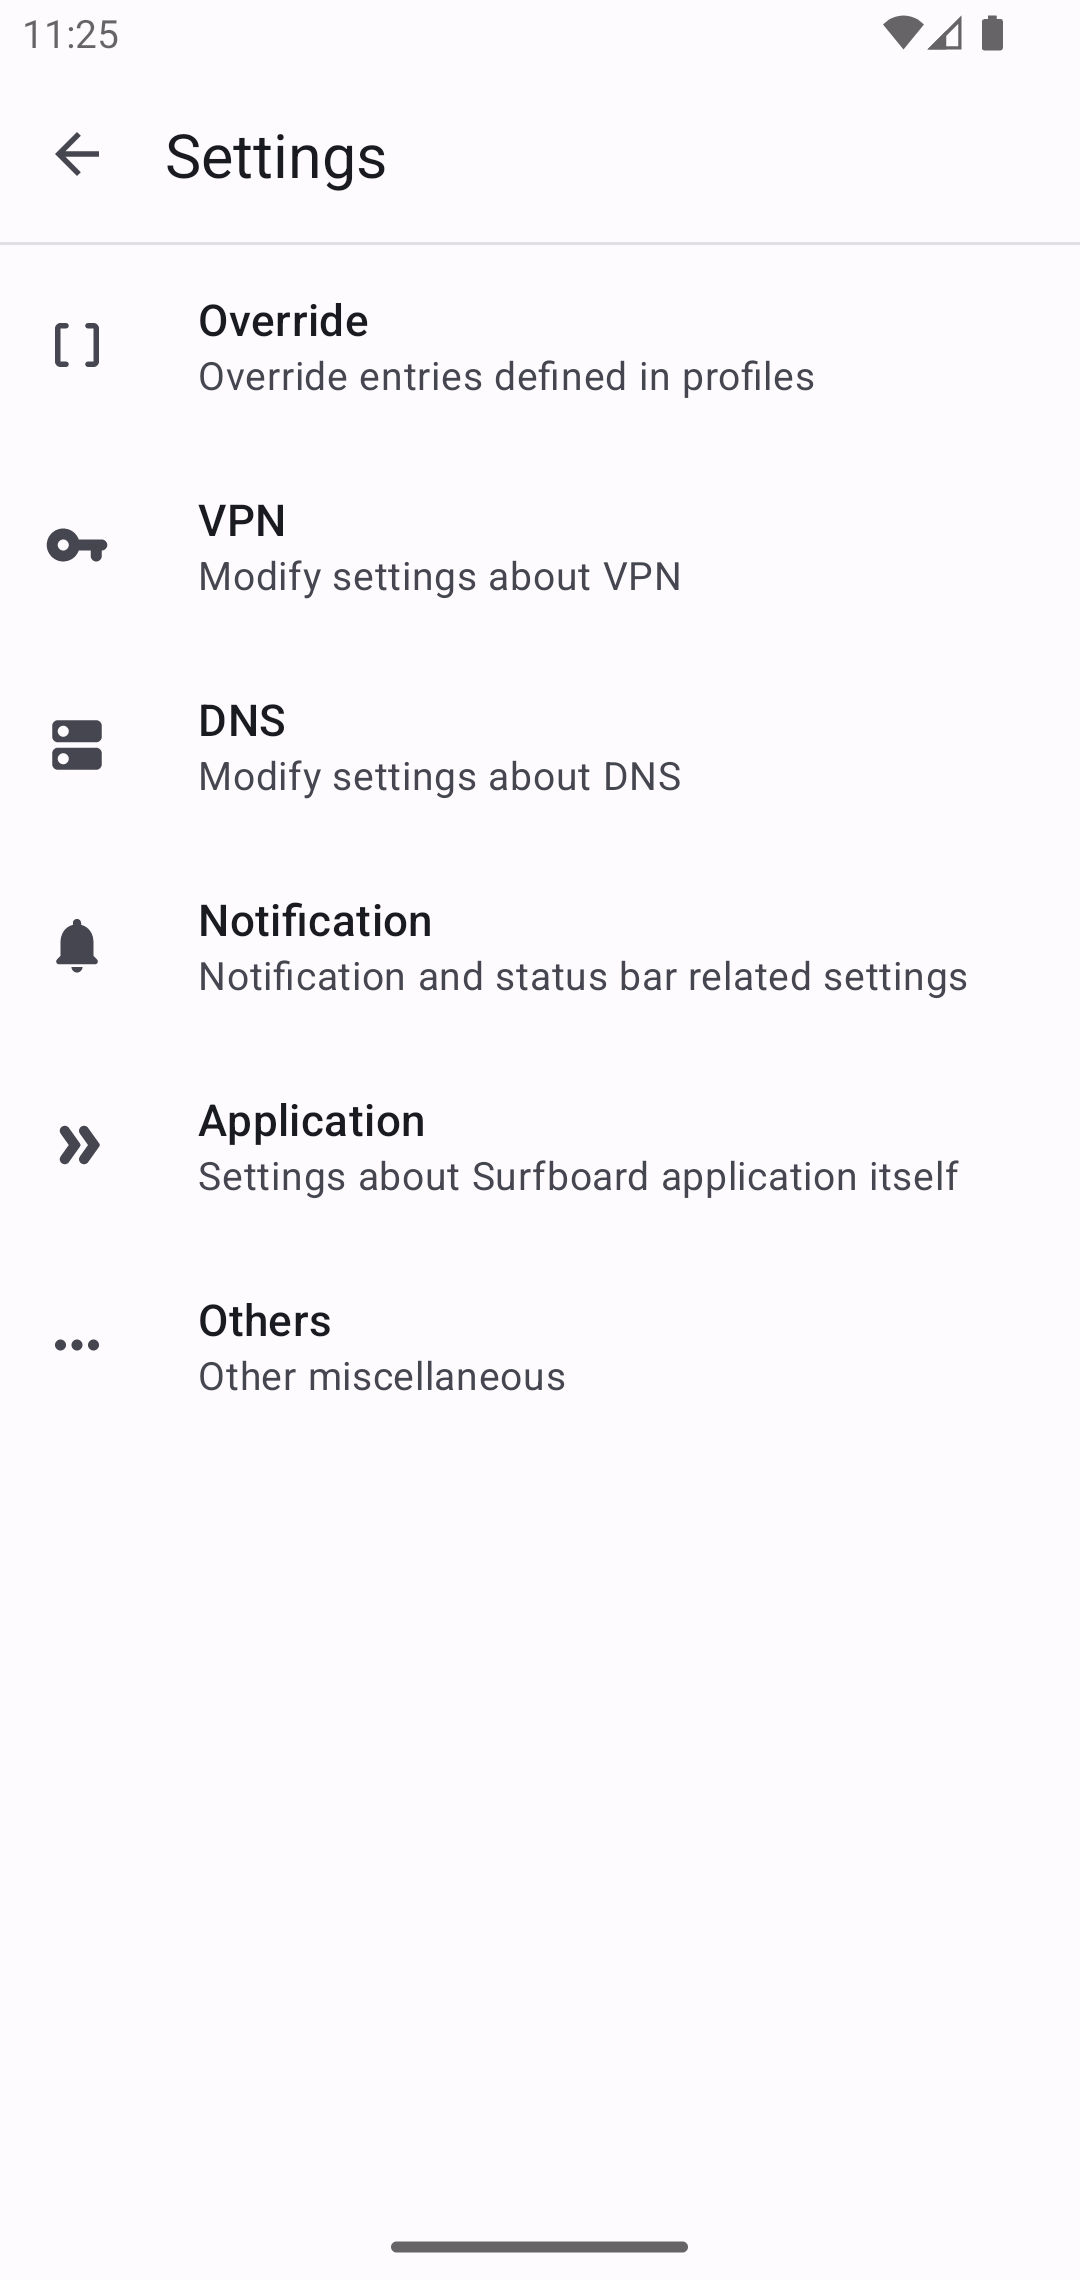 11:25
Settings
Override
Override entries defined in profiles
VPN
Modify settings about VPN
DNS
Modify settings about DNS
Notification
Notification and status bar related settings
Application
Settings about Surfboard application itself
Others
Other miscellaneous